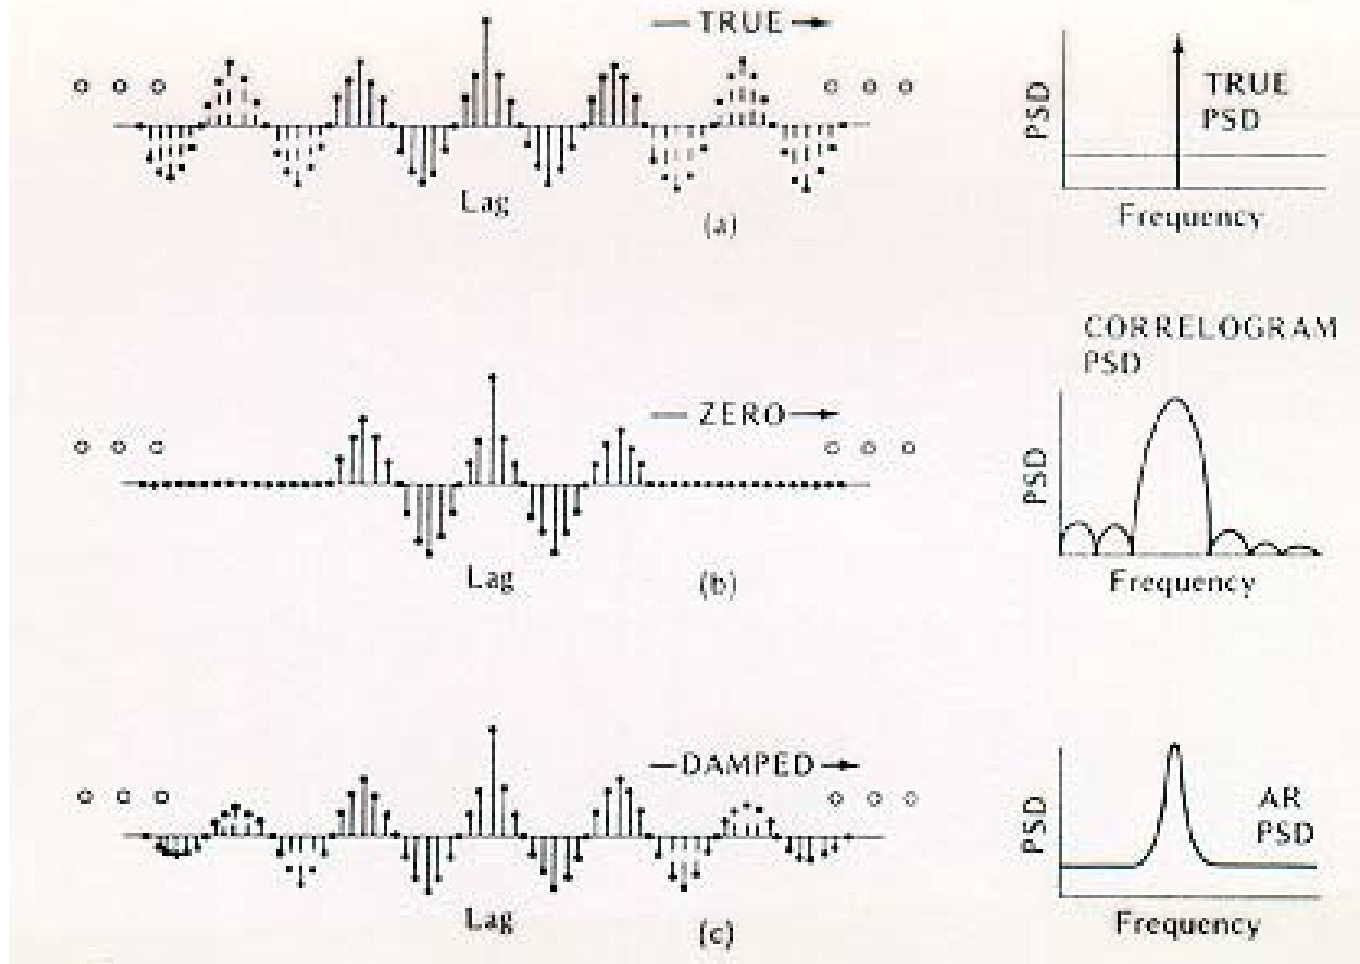 TRUE
TRUE
PSD
PSD
Lag
(a)
Frequency
CORRELOGRAM
PSD
ZERO
PSD
Lag
(b)
Frequency
DAMPED
AR
PSD
PSD
Lag
(c)
Frequency